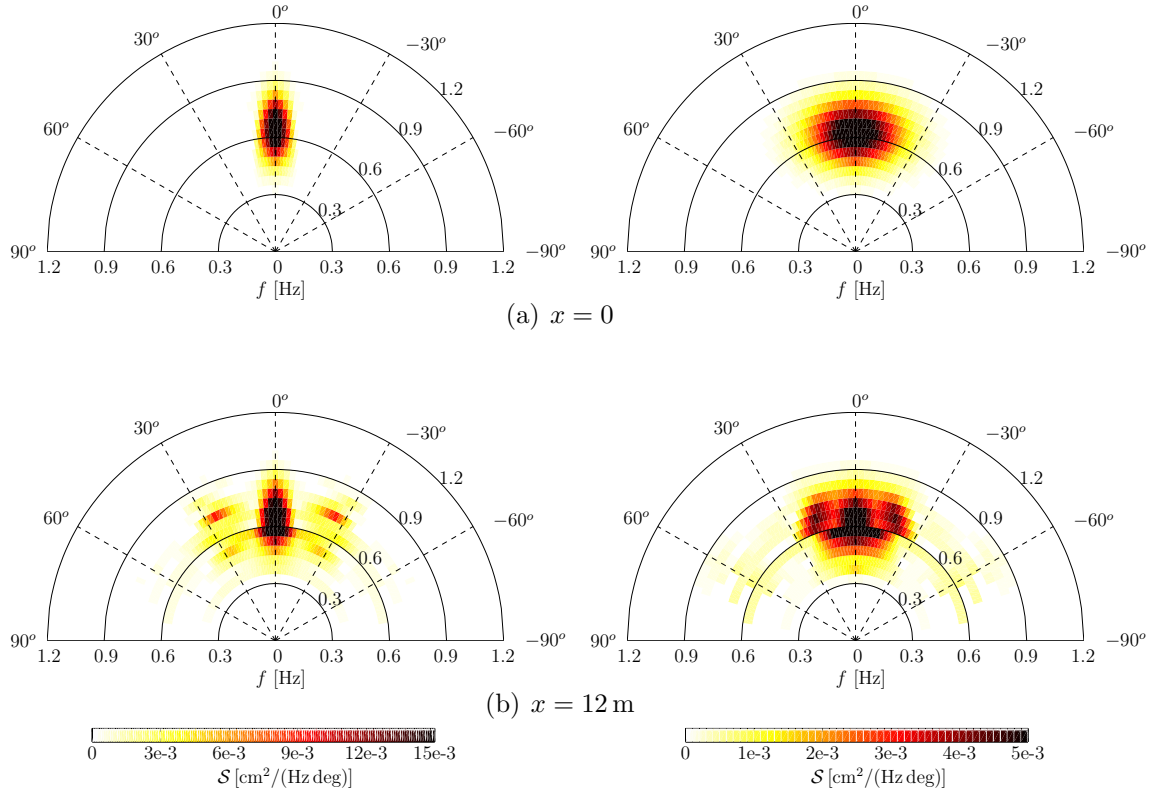 0° 0°
30° −30° 30° −30°
1.2 1.2
60° −60° 60° −60°
0.9 0.9
0.6 0.6
0.3 0.3
90° −90° 90° −90°
1.2 0.9 0.6 0.3 0 0.3 0.6 0.9 1.2 1.2 0.9 0.6 0.3 0 0.3 0.6 0.9 1.2
f [Hz] f [Hz]
(a) x = 0
0° 0°
30° −30° 30° −30°
1.2 1.2
60° −60° 60° −60°
0.9 0.9
0.6 0.6
0.3 0.3
90° −90° 90° −90°
1.2 0.9 0.6 0.3 0 0.3 0.6 0.9 1.2 1.2 0.9 0.6 0.3 0 0.3 0.6 0.9 1.2
f [Hz] f [Hz]
(b) x = 12 m
0 3e-3 6e-3 9e-3 12e-3 15e-3 0 1e-3 2e-3 3e-3 4e-3 5e-3
S [cm²/(Hz deg)] S [cm²/(Hz deg)]